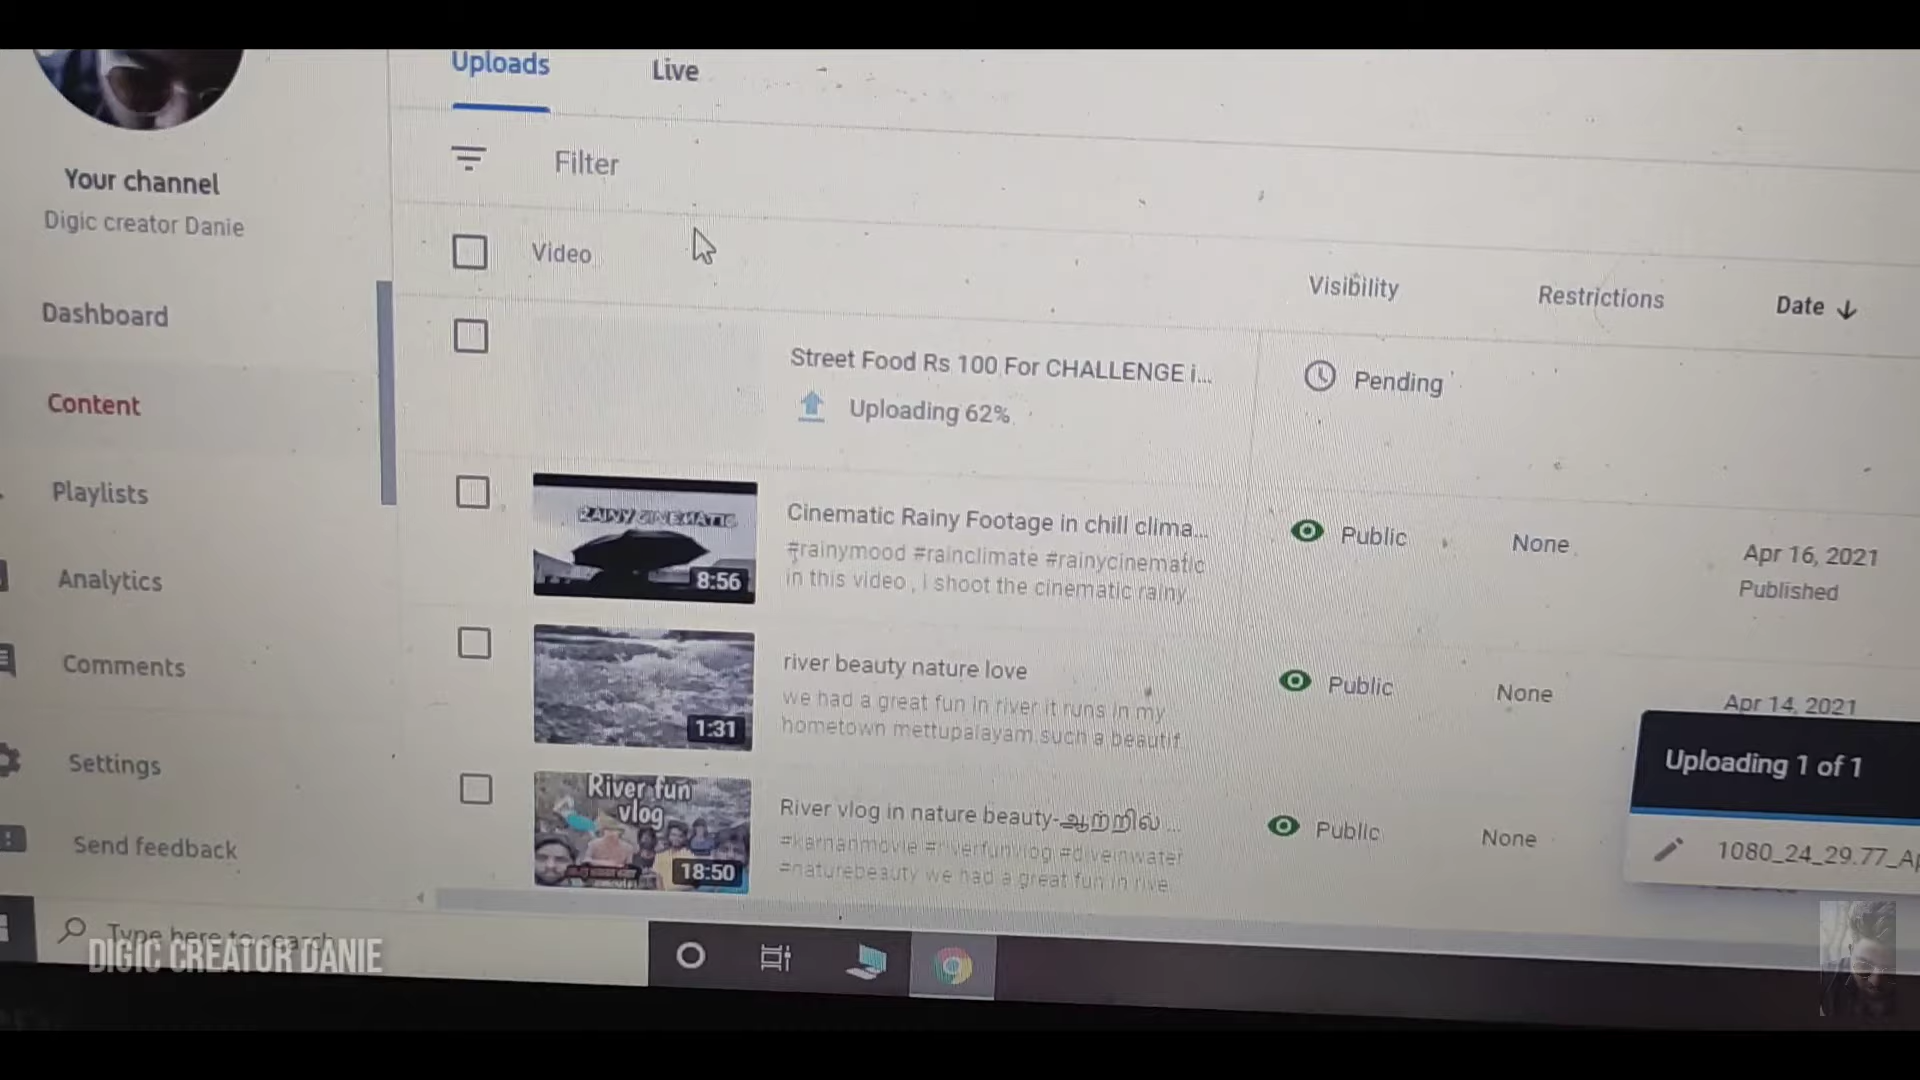 Uploads
Live
Filter
Your channel
Digic creator Danie
Video
Visibility
Restrictions
Date
Dashboard
Content
Playlists
Analytics
Comments
Settings
Send feedback
Street Food Rs 100 For CHALLENGE i...
Uploading 62%
Pending
RAINY CINEMATIC
8:56
Cinematic Rainy Footage in chill clima...
#rainymood #rainclimate #rainycinematic
in this video , i shoot the cinematic rainy
Public
None
Apr 16, 2021
Published
1:31
river beauty nature love
we had a great fun in river it runs in my
hometown mettupalayam.such a beautif
Public
None
Apr 14, 2021
River fun
vlog
18:50
River vlog in nature beauty-ஆற்றில் ...
#karnanmovie #riverfunvlog #diveinwater
#naturebeauty we had a great fun in rive
Public
None
Uploading 1 of 1
1080_24_29.77_Ap
Type here to search
DIGIC CREATOR DANIE